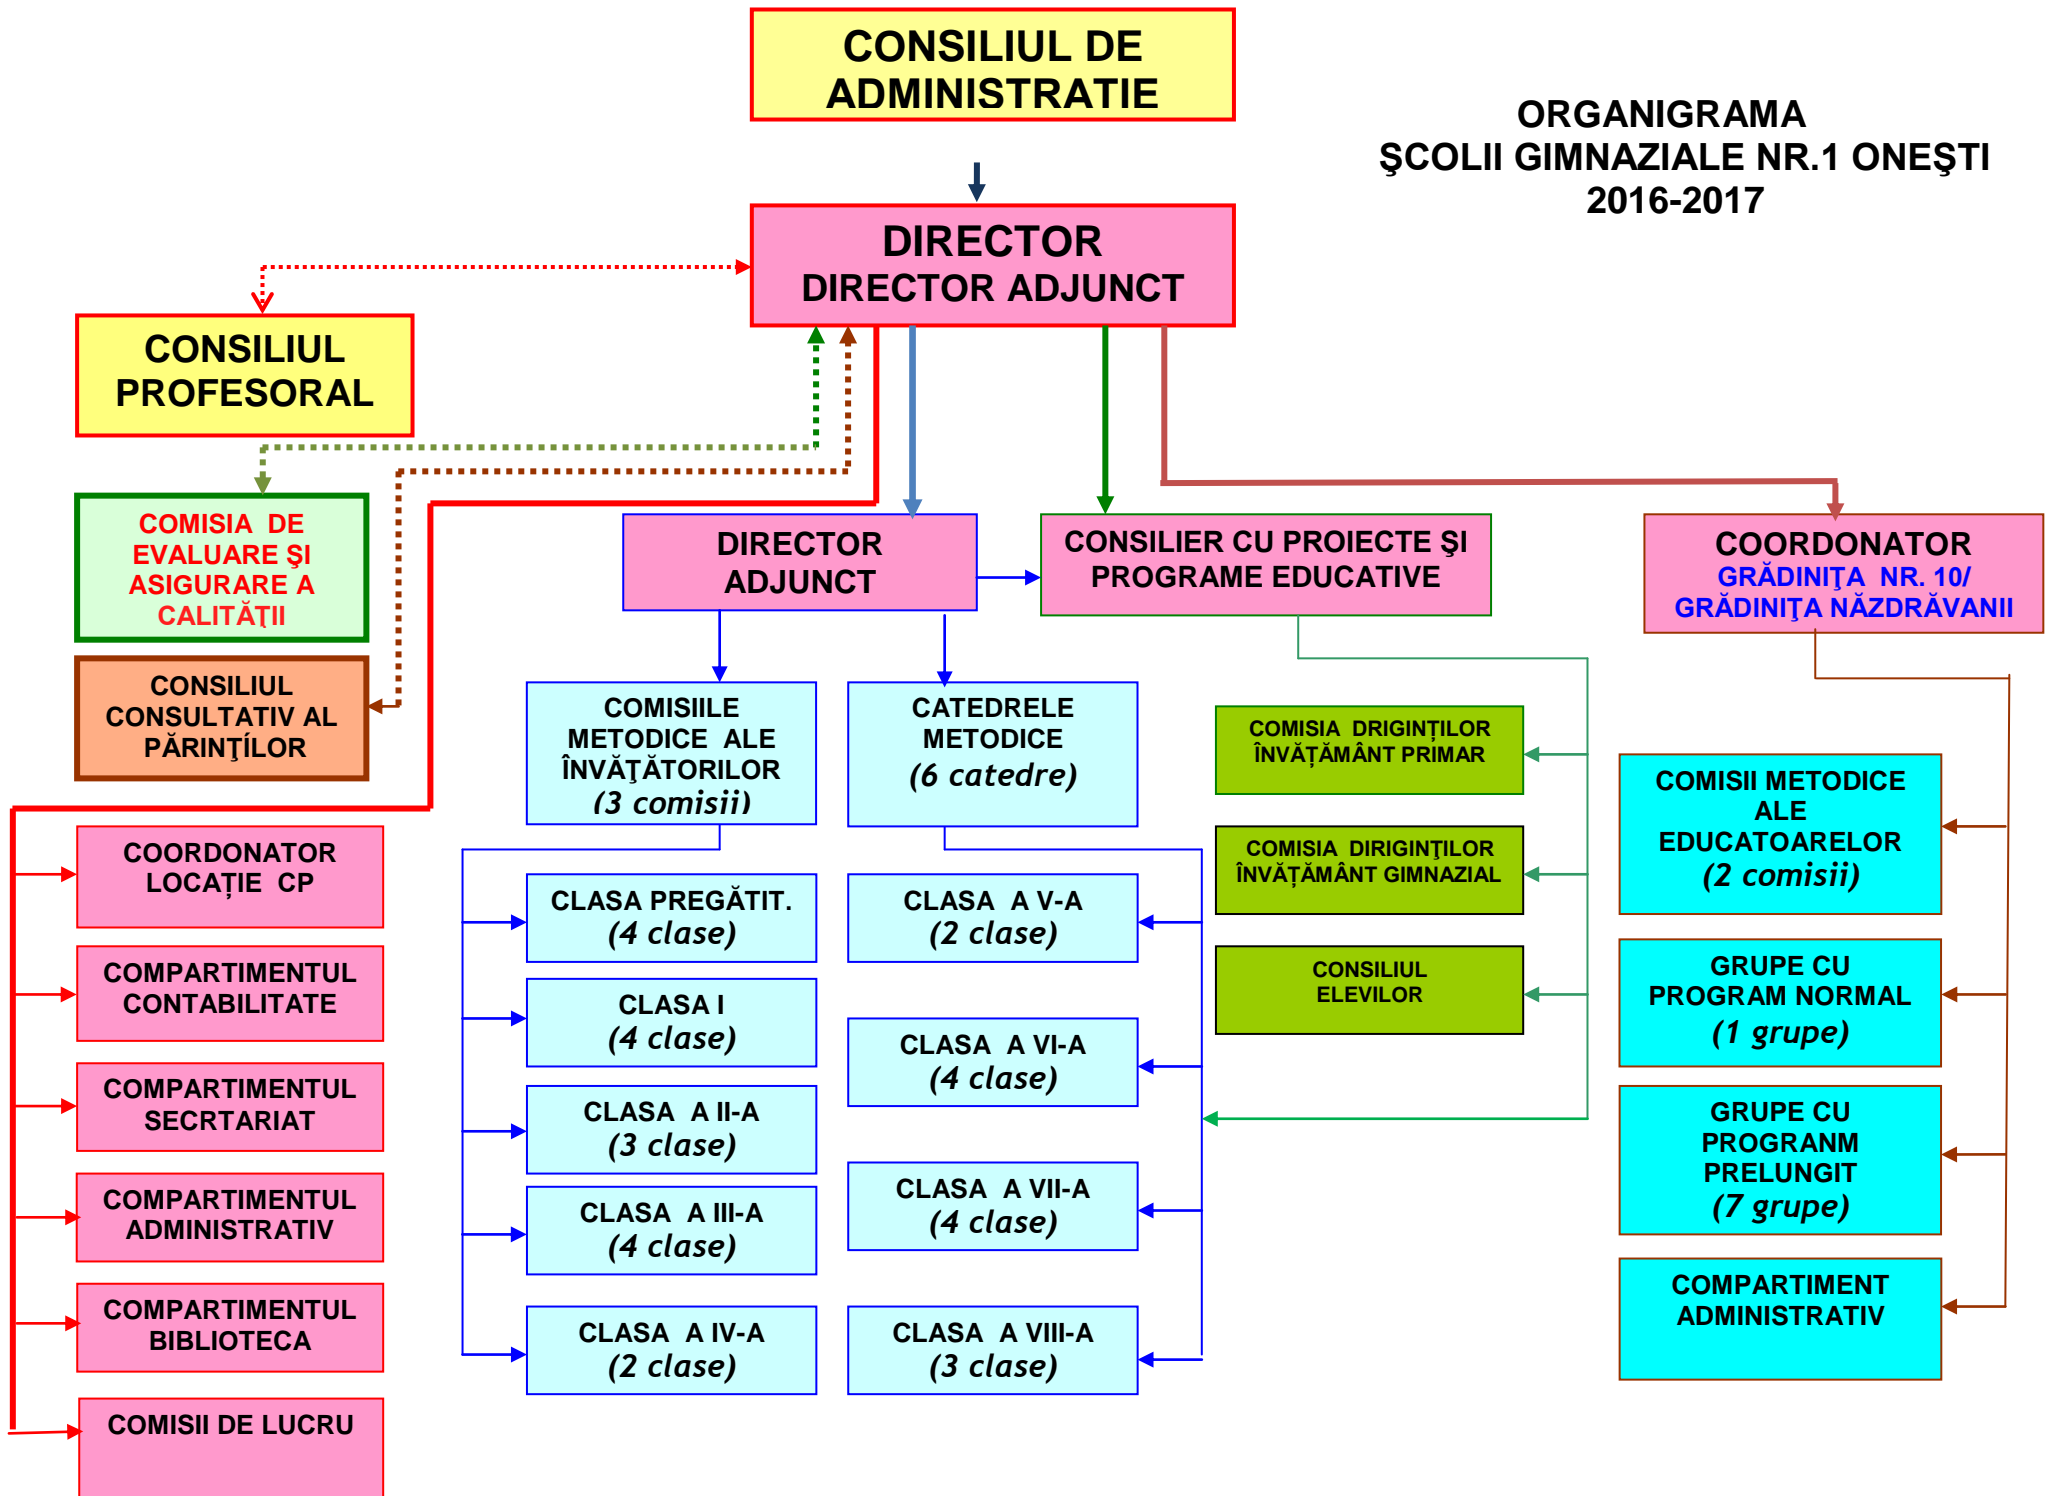 CONSILIUL DE
ADMINISTRATIE
ORGANIGRAMA
ŞCOLII GIMNAZIALE NR.1 ONEŞTI
2016-2017
DIRECTOR
DIRECTOR ADJUNCT
CONSILIUL
PROFESORAL
COMISIA DE
EVALUARE ŞI
ASIGURARE A
CALITĂŢII
CONSILIUL
CONSULTATIV AL
PĂRINŢÍLOR
DIRECTOR
ADJUNCT
CONSILIER CU PROIECTE ŞI
PROGRAME EDUCATIVE
COORDONATOR
GRĂDINIŢA NR. 10/
GRĂDINIŢA NĂZDRĂVANII
COMISIILE
METODICE ALE
ÎNVĂŢĂTORILOR
(3 comisii)
CATEDRELE
METODICE
(6 catedre)
COMISIA DRIGINȚILOR
ÎNVĂȚĂMÂNT PRIMAR
COMISIA DIRIGINŢILOR
ÎNVĂȚĂMÂNT GIMNAZIAL
CONSILIUL
ELEVILOR
COMISII METODICE
ALE
EDUCATOARELOR
(2 comisii)
GRUPE CU
PROGRAM NORMAL
(1 grupe)
GRUPE CU
PROGRANM
PRELUNGIT
(7 grupe)
COMPARTIMENT
ADMINISTRATIV
COORDONATOR
LOCAȚIE CP
COMPARTIMENTUL
CONTABILITATE
COMPARTIMENTUL
SECRTARIAT
COMPARTIMENTUL
ADMINISTRATIV
COMPARTIMENTUL
BIBLIOTECA
COMISII DE LUCRU
CLASA PREGĂTIT.
(4 clase)
CLASA I
(4 clase)
CLASA A II-A
(3 clase)
CLASA A III-A
(4 clase)
CLASA A IV-A
(2 clase)
CLASA A V-A
(2 clase)
CLASA A VI-A
(4 clase)
CLASA A VII-A
(4 clase)
CLASA A VIII-A
(3 clase)